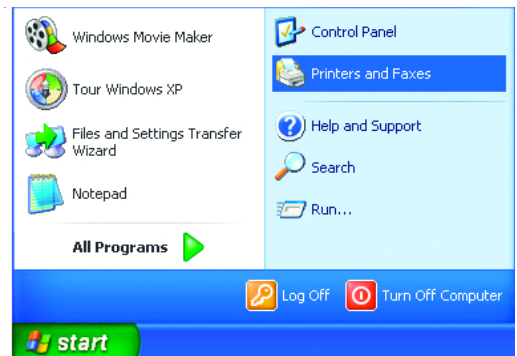 Windows Movie Maker
Tour Windows XP
Files and Settings Transfer
Wizard
Notepad
All Programs
Control Panel
Printers and Faxes
Help and Support
Search
Run...
Log Off
Turn Off Computer
start